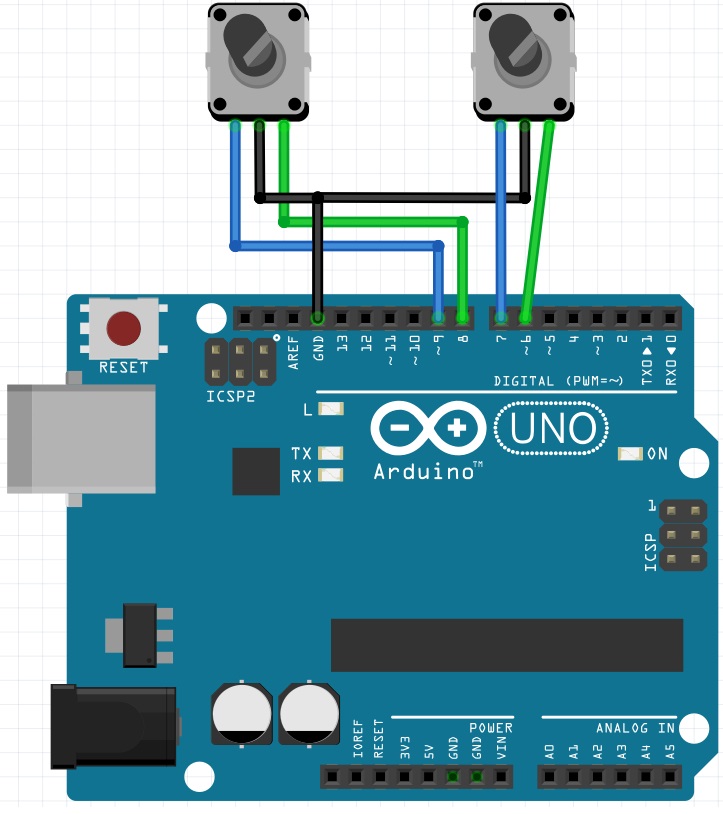 RESET
ICSP2
AREF
GND
13
12
~11
~10
~9
8
7
~6
~5
4
~3
2
TX0▶1
RX0◀0
DIGITAL (PWM=~)
L
TX
RX
Arduino™
UNO
ON
1
ICSP
POWER
ANALOG IN
IOREF
RESET
3V3
5V
GND
GND
VIN
A0
A1
A2
A3
A4
A5